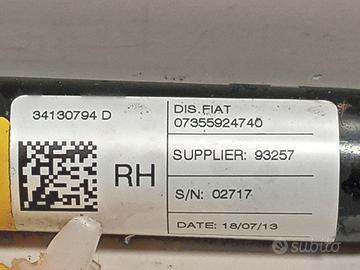 34130794 D
RH
DIS.FIAT
07355924740
SUPPLIER: 93257
S/N: 02717
DATE: 18/07/13
subito